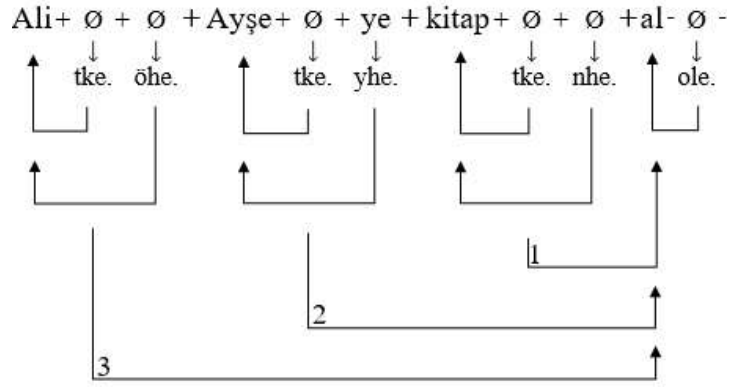 Ali+ Ø + Ø + Ayşe+ Ø + ye + kitap+ Ø + Ø +al- Ø -
tke. öhe. tke. yhe. tke. nhe. ole.
1
2
3